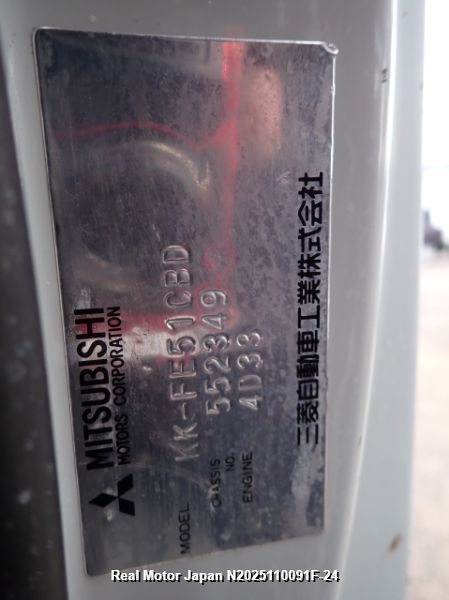 MITSUBISHI
MOTORS CORPORATION
MODEL KK-FE51CBD
CHASSIS NO. 552349
ENGINE 4D33
三菱自動車工業株式会社
Real Motor Japan N2025110091F-24